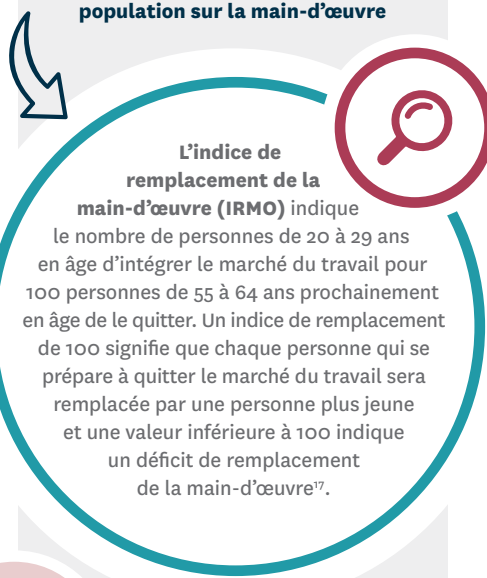 population sur la main-d'œuvre
L'indice de
remplacement de la
main-d'œuvre (IRMO) indique
le nombre de personnes de 20 à 29 ans
en âge d'intégrer le marché du travail pour
100 personnes de 55 à 64 ans prochainement
en âge de le quitter. Un indice de remplacement
de 100 signifie que chaque personne qui se
prépare à quitter le marché du travail sera
remplacée par une personne plus jeune
et une valeur inférieure à 100 indique
un déficit de remplacement
de la main-d'œuvre¹⁷.